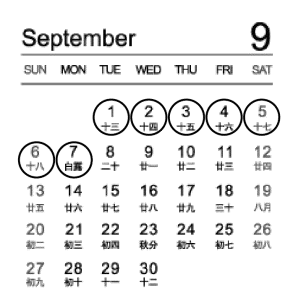 September 9
SUN MON TUE WED THU FRI SAT
1 2 3 4 5
十三 十四 十五 十六 十七
6 7 8 9 10 11 12
十八 白露 二十 廿一 廿二 廿三 廿四
13 14 15 16 17 18 19
廿五 廿六 廿七 廿八 廿九 三十 八月
20 21 22 23 24 25 26
初二 初三 初四 秋分 初六 初七 初八
27 28 29 30
初九 初十 十一 十二